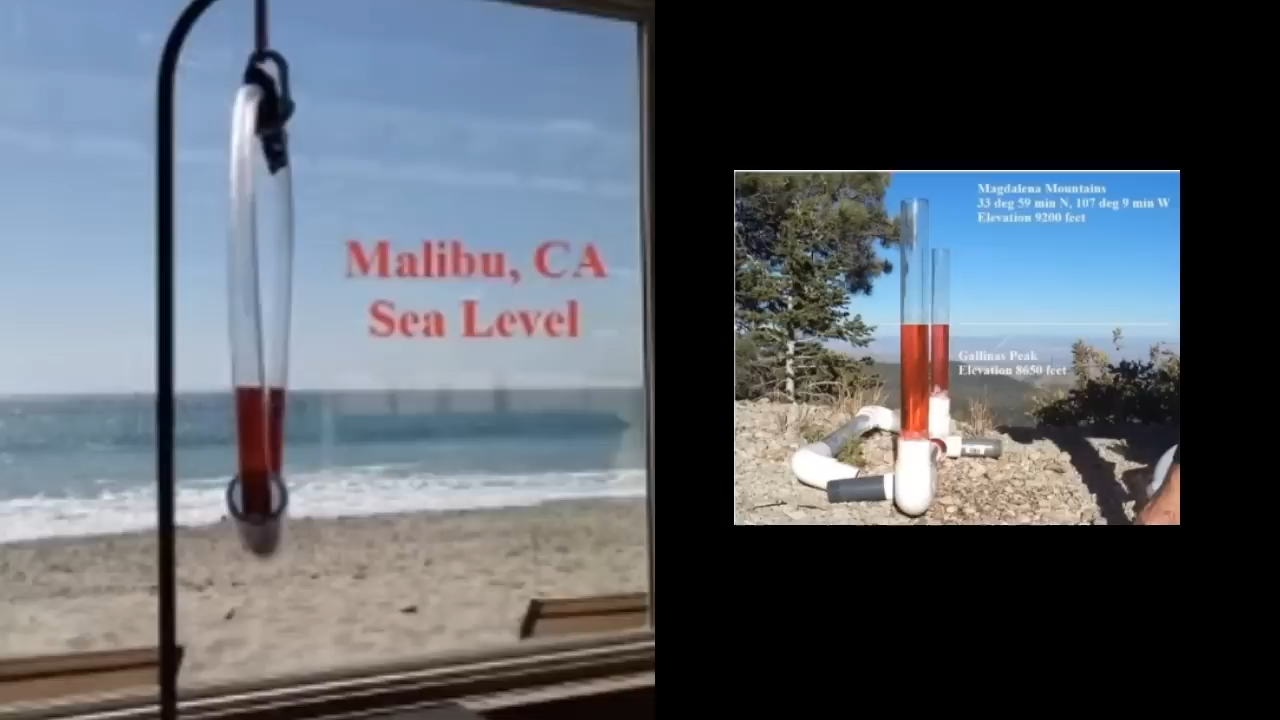 Malibu, CA
Sea Level
Magdalena Mountains
33 deg 59 min N, 107 deg 9 min W
Elevation 9200 feet
Gallinas Peak
Elevation 8650 feet